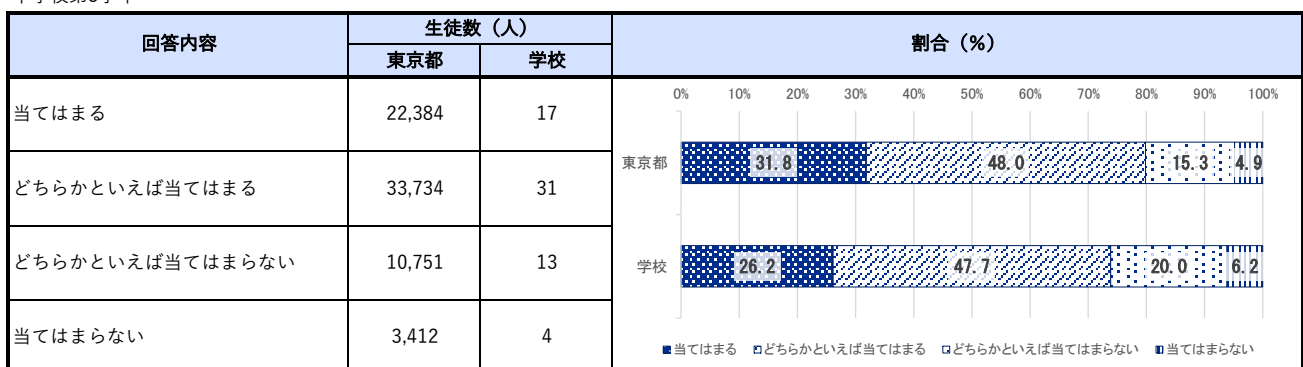 回答内容 生徒数（人） 割合（%）
東京都 学校
当てはまる 22,384 17
どちらかといえば当てはまる 33,734 31
どちらかといえば当てはまらない 10,751 13
当てはまらない 3,412 4
0% 10% 20% 30% 40% 50% 60% 70% 80% 90% 100%
東京都 31.8 48.0 15.3 4.9
学校 26.2 47.7 20.0 6.2
当てはまる どちらかといえば当てはまる どちらかといえば当てはまらない 当てはまらない